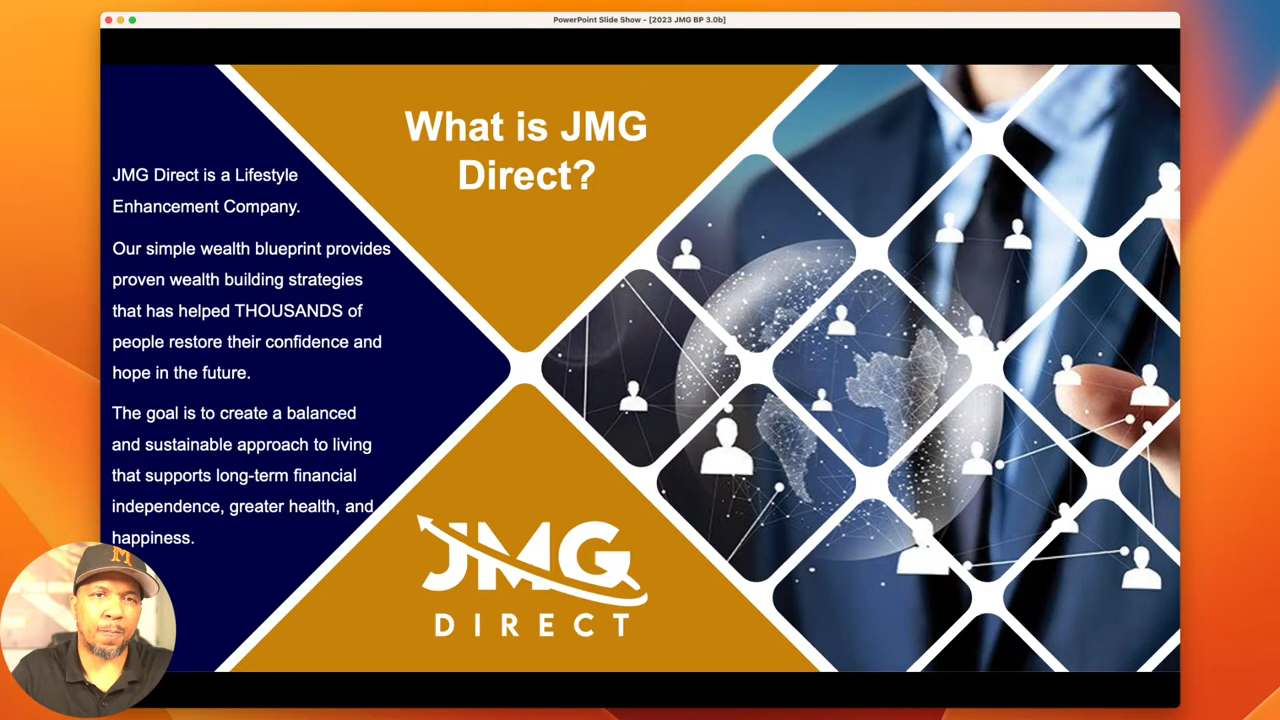 PowerPoint Slide Show - [2023 JMG BP 3.0b]
What is JMG
Direct?
JMG Direct is a Lifestyle
Enhancement Company.
Our simple wealth blueprint provides
proven wealth building strategies
that has helped THOUSANDS of
people restore their confidence and
hope in the future.
The goal is to create a balanced
and sustainable approach to living
that supports long-term financial
independence, greater health, and
happiness.
JMG
DIRECT
M